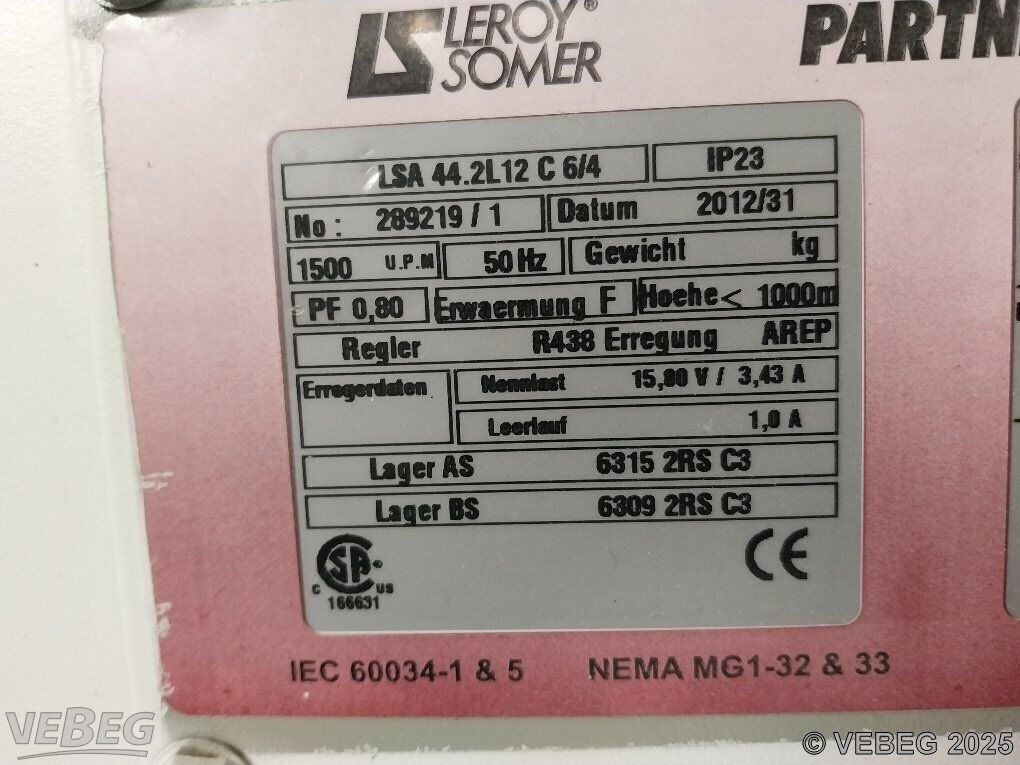 LEROY®
SOMER
PARTN
LSA 44.2L12 C 6/4 IP23
No : 289219 / 1 Datum 2012/31
1500 U.P.M 50 Hz Gewicht kg
PF 0,80 Erwaermung F Hoehe < 1000m
Regler R438 Erregung AREP
Erregerdaten Nennlast 15,80 V / 3,43 A
Leerlauf 1,0 A
Lager AS 6315 2RS C3
Lager BS 6309 2RS C3
SA
C US
166631
CE
IEC 60034-1 & 5 NEMA MG1-32 & 33
VEBEG
© VEBEG 2025